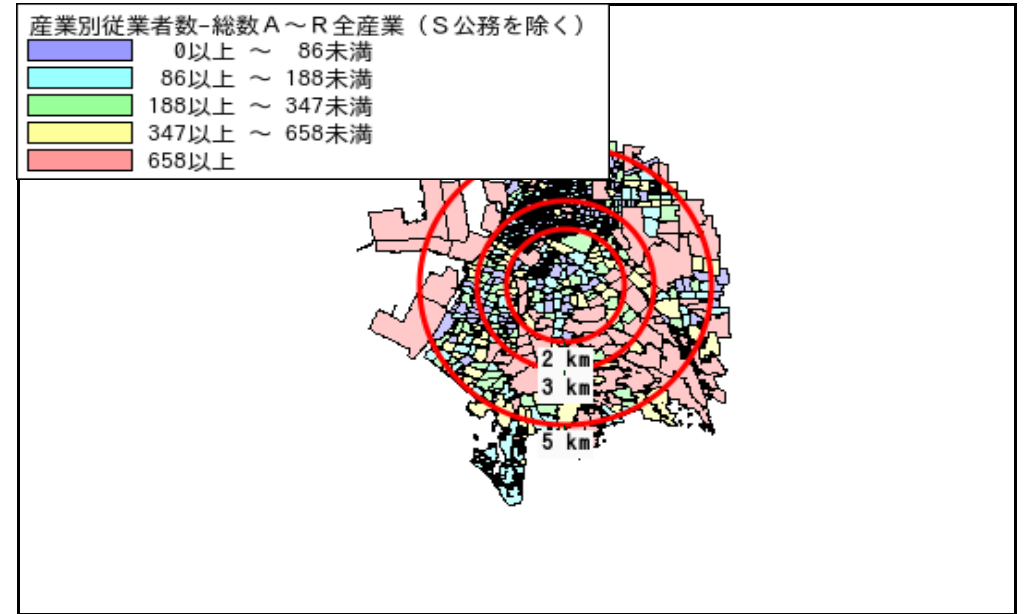 産業別従業者数−総数A～R全産業（S公務を除く）
0以上 ～ 86未満
86以上 ～ 188未満
188以上 ～ 347未満
347以上 ～ 658未満
658以上
2 km
3 km
5 km